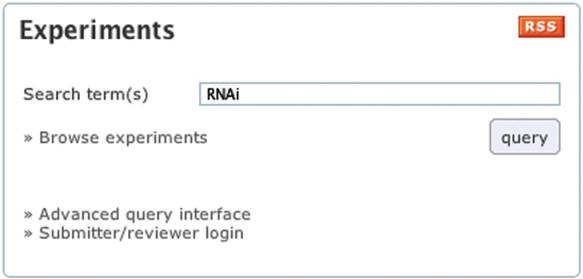 Experiments RSS
Search term(s) RNAi
» Browse experiments query
» Advanced query interface
» Submitter/reviewer login